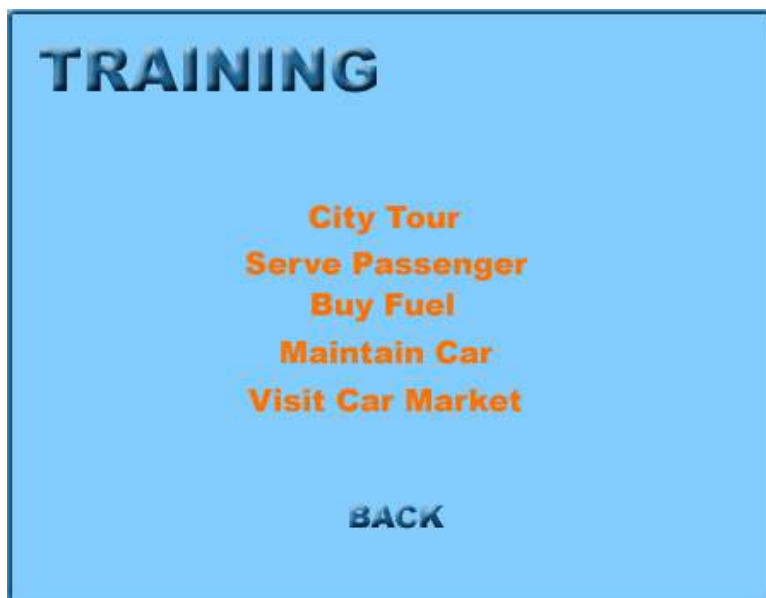 TRAINING
City Tour
Serve Passenger
Buy Fuel
Maintain Car
Visit Car Market
BACK